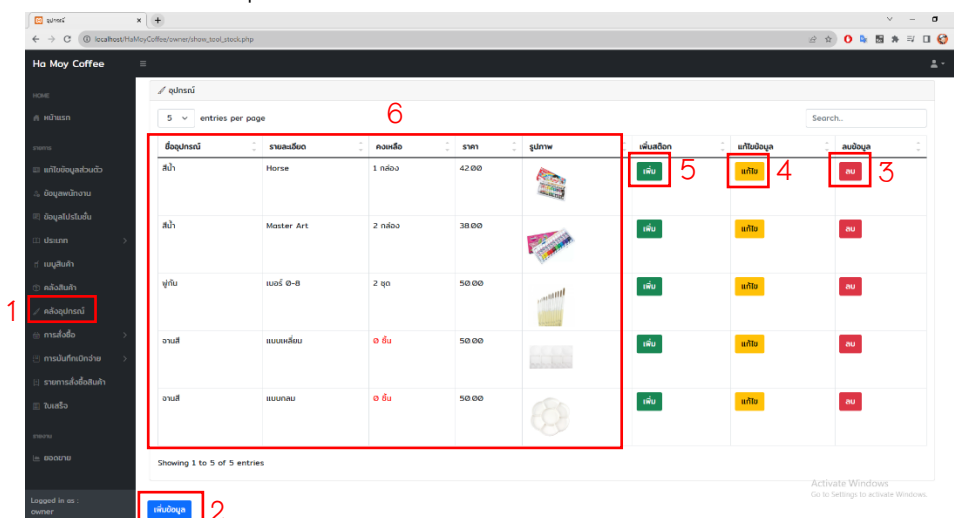 อุปกรณ์
localhost/HaMoyCoffee/owner/show_tool_stock.php
Ha Moy Coffee
HOME
หน้าแรก
รายการ
แก้ไขข้อมูลส่วนตัว
ข้อมูลพนักงาน
ข้อมูลโปรโมชั่น
ประเภท
เมนูสินค้า
คลังสินค้า
1
คลังอุปกรณ์
การสั่งซื้อ
การบันทึกเบิกจ่าย
รายการสั่งซื้อสินค้า
ใบเสร็จ
รายงาน
ยอดขาย
Logged in as :
owner
อุปกรณ์
5 entries per page
6
Search..
ชื่ออุปกรณ์ รายละเอียด คงเหลือ ราคา รูปภาพ เพิ่มสต๊อก แก้ไขข้อมูล ลบข้อมูล
สีน้ำ Horse 1 กล่อง 42.00 เพิ่ม 5 แก้ไข 4 ลบ 3
สีน้ำ Master Art 2 กล่อง 38.00 เพิ่ม แก้ไข ลบ
พู่กัน เบอร์ 0-8 2 ชุด 50.00 เพิ่ม แก้ไข ลบ
จานสี แบบเหลี่ยม 0 ชิ้น 50.00 เพิ่ม แก้ไข ลบ
จานสี แบบกลม 0 ชิ้น 50.00 เพิ่ม แก้ไข ลบ
Showing 1 to 5 of 5 entries
เพิ่มข้อมูล 2
Activate Windows
Go to Settings to activate Windows.